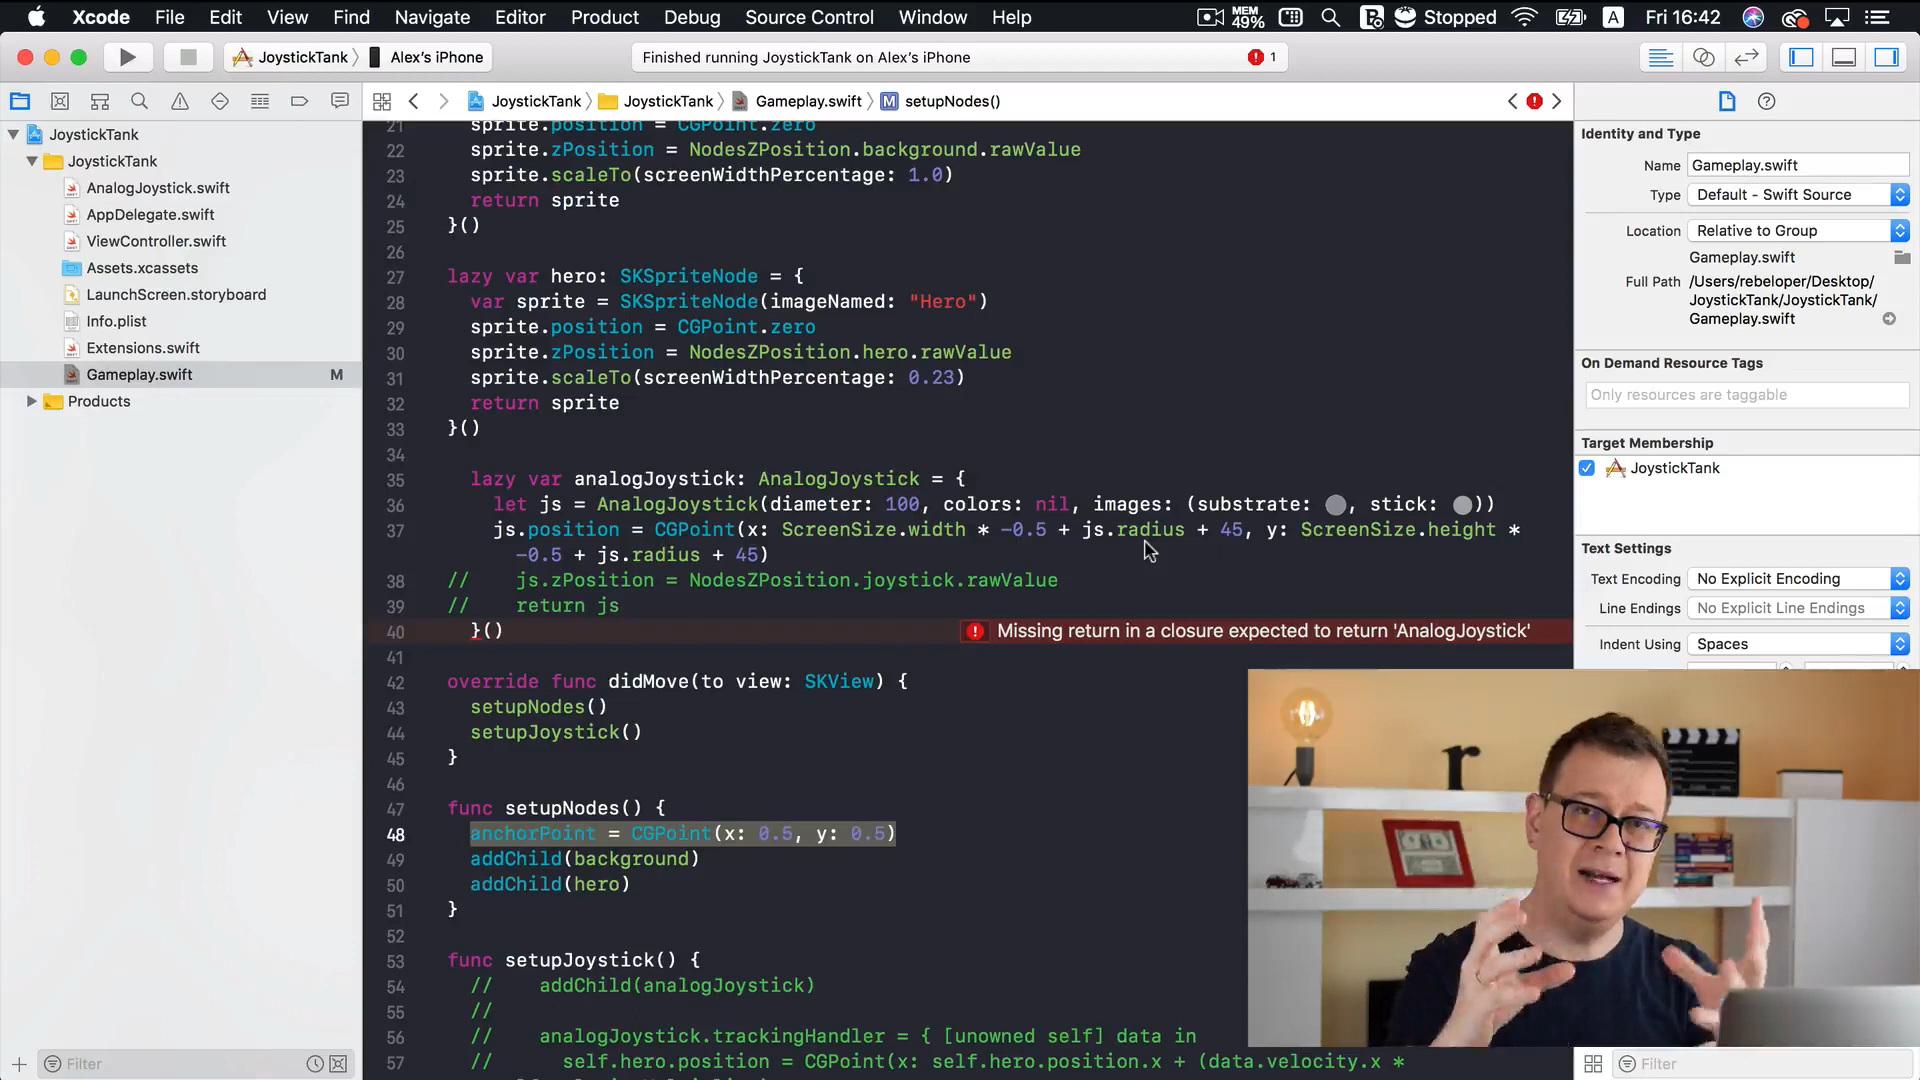 Xcode File Edit View Find Navigate Editor Product Debug Source Control Window Help MEM 49% Stopped A Fri 16:42
JoystickTank Alex's iPhone Finished running JoystickTank on Alex's iPhone 1
JoystickTank JoystickTank Gameplay.swift M setupNodes()
JoystickTank
JoystickTank
AnalogJoystick.swift
AppDelegate.swift
ViewController.swift
Assets.xcassets
LaunchScreen.storyboard
Info.plist
Extensions.swift
Gameplay.swift M
Products
Filter
21 sprite.position = CGPoint.zero
22 sprite.zPosition = NodesZPosition.background.rawValue
23 sprite.scaleTo(screenWidthPercentage: 1.0)
24 return sprite
25 }()
26
27 lazy var hero: SKSpriteNode = {
28 var sprite = SKSpriteNode(imageNamed: "Hero")
29 sprite.position = CGPoint.zero
30 sprite.zPosition = NodesZPosition.hero.rawValue
31 sprite.scaleTo(screenWidthPercentage: 0.23)
32 return sprite
33 }()
34
35 lazy var analogJoystick: AnalogJoystick = {
36 let js = AnalogJoystick(diameter: 100, colors: nil, images: (substrate: , stick: ))
37 js.position = CGPoint(x: ScreenSize.width * -0.5 + js.radius + 45, y: ScreenSize.height *
-0.5 + js.radius + 45)
38 // js.zPosition = NodesZPosition.joystick.rawValue
39 // return js
40 }() Missing return in a closure expected to return 'AnalogJoystick'
41
42 override func didMove(to view: SKView) {
43 setupNodes()
44 setupJoystick()
45 }
46
47 func setupNodes() {
48 anchorPoint = CGPoint(x: 0.5, y: 0.5)
49 addChild(background)
50 addChild(hero)
51 }
52
53 func setupJoystick() {
54 // addChild(analogJoystick)
55 //
56 // analogJoystick.trackingHandler = { [unowned self] data in
57 // self.hero.position = CGPoint(x: self.hero.position.x + (data.velocity.x *
Identity and Type
Name Gameplay.swift
Type Default - Swift Source
Location Relative to Group
Gameplay.swift
Full Path /Users/rebeloper/Desktop/
JoystickTank/JoystickTank/
Gameplay.swift
On Demand Resource Tags
Only resources are taggable
Target Membership
JoystickTank
Text Settings
Text Encoding No Explicit Encoding
Line Endings No Explicit Line Endings
Indent Using Spaces
r
Filter